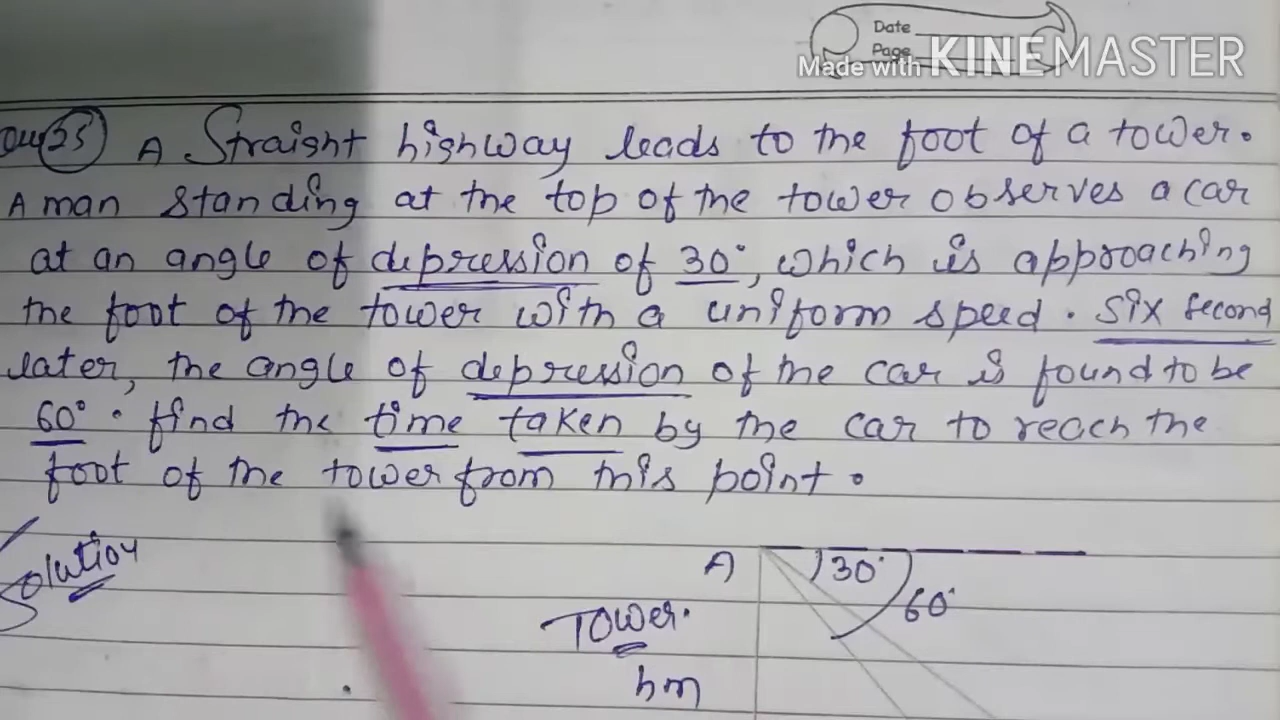 Date
Page
Made with KINEMASTER
Que 25 A Straight highway leads to the foot of a tower.
A man standing at the top of the tower observes a car
at an angle of depression of 30°, which is approaching
the foot of the tower with a uniform speed. six second
later, the angle of depression of the car is found to be
60°. find the time taken by the car to reach the
foot of the tower from this point.
Solution
A 30°
60°
Tower.
hm